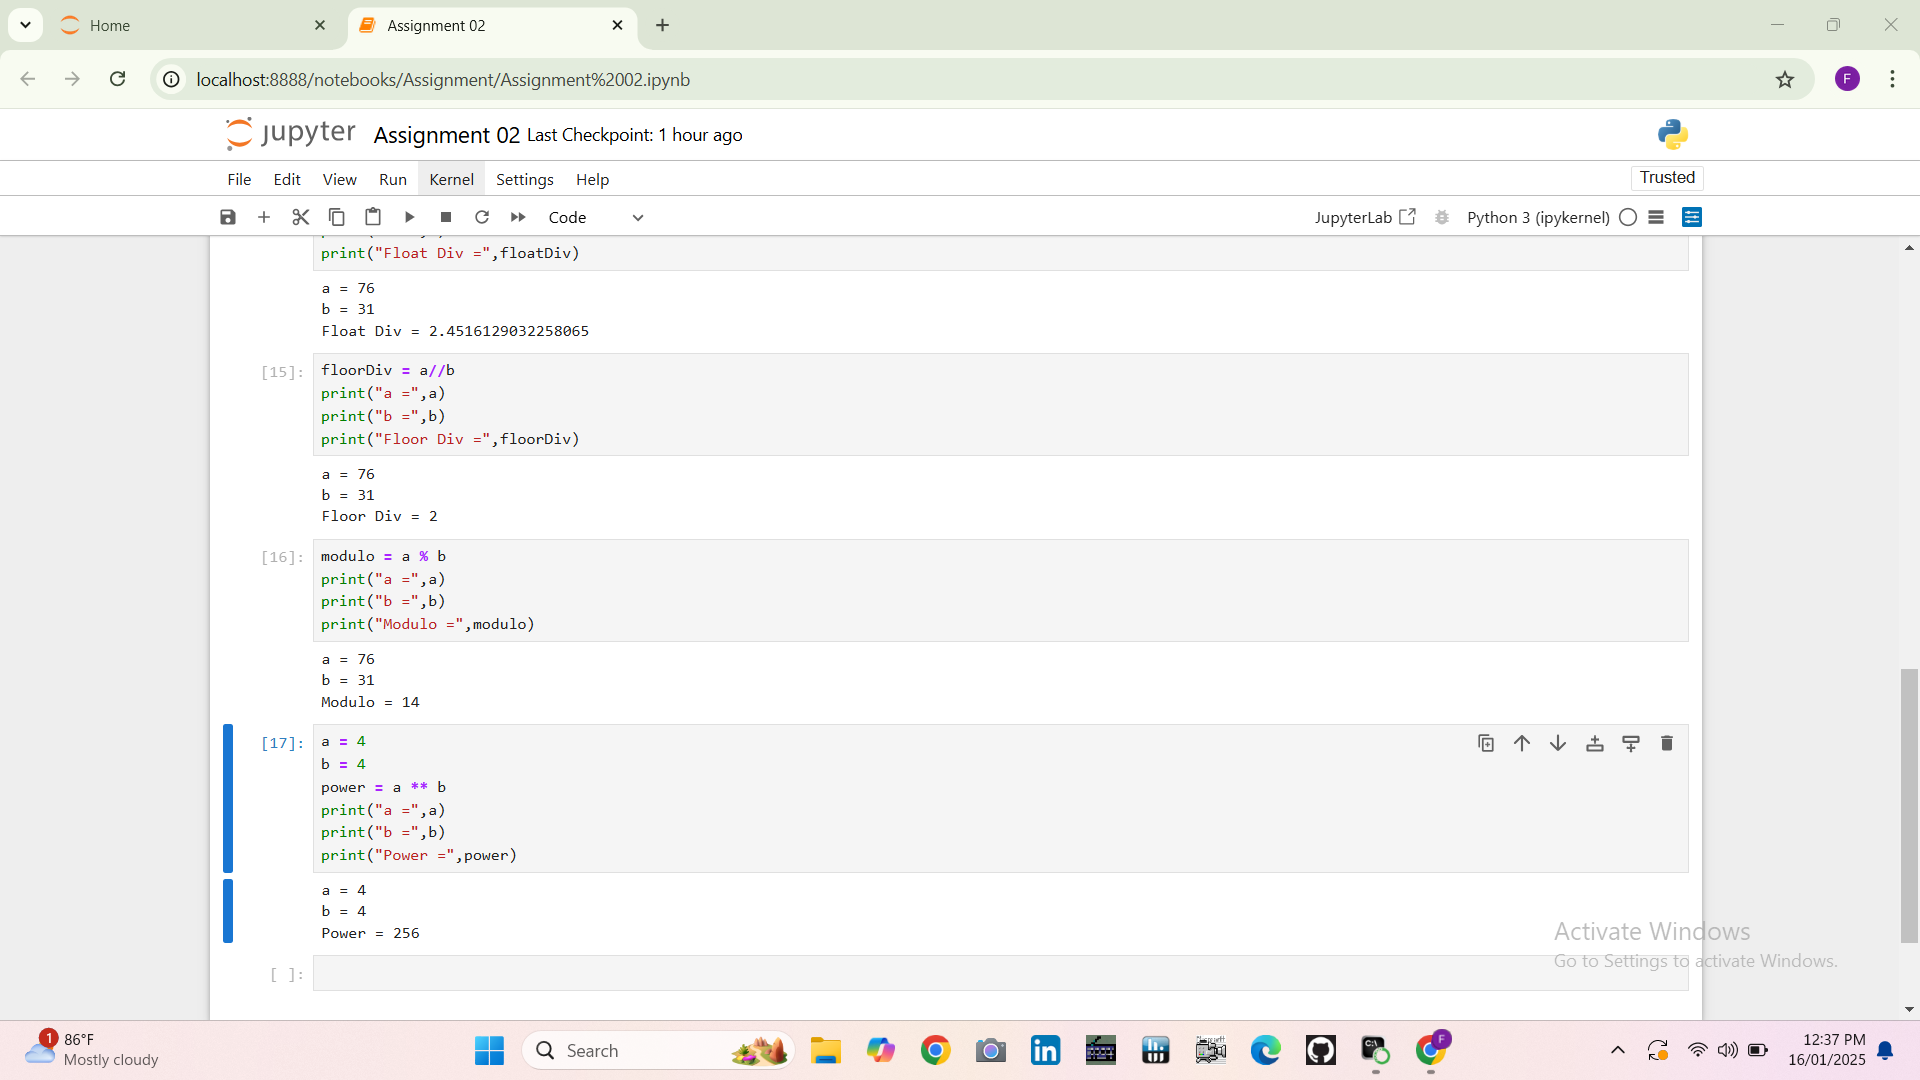 Home
Assignment 02
localhost:8888/notebooks/Assignment/Assignment%2002.ipynb
F
jupyter Assignment 02 Last Checkpoint: 1 hour ago
File Edit View Run Kernel Settings Help
Trusted
Code
JupyterLab
Python 3 (ipykernel)
print("Float Div =",floatDiv)
a = 76
b = 31
Float Div = 2.4516129032258065
[15]:
floorDiv = a//b
print("a =",a)
print("b =",b)
print("Floor Div =",floorDiv)
a = 76
b = 31
Floor Div = 2
[16]:
modulo = a % b
print("a =",a)
print("b =",b)
print("Modulo =",modulo)
a = 76
b = 31
Modulo = 14
[17]:
a = 4
b = 4
power = a ** b
print("a =",a)
print("b =",b)
print("Power =",power)
a = 4
b = 4
Power = 256
[ ]:
Activate Windows
Go to Settings to activate Windows.
1
86°F
Mostly cloudy
Search
in
C:\
F
12:37 PM
16/01/2025